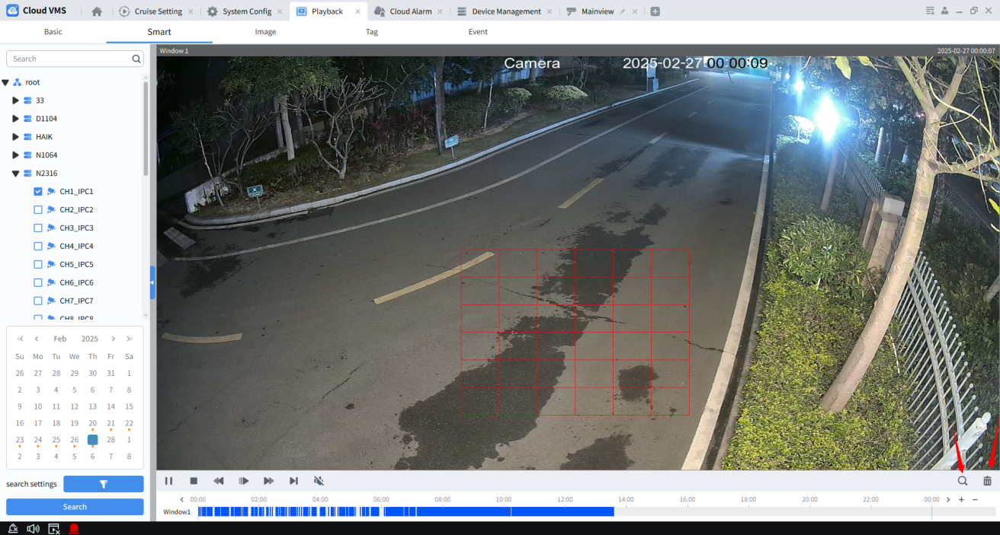 Cloud VMS
Cruise Setting
System Config
Playback
Cloud Alarm
Device Management
Mainview
Basic
Smart
Image
Tag
Event
Search
root
33
D1104
HAIK
N1064
N2316
CH1_IPC1
CH2_IPC2
CH3_IPC3
CH4_IPC4
CH5_IPC5
CH6_IPC6
CH7_IPC7
CH8_IPC8
Feb 2025
Su Mo Tu We Th Fr Sa
26 27 28 29 30 31 1
2 3 4 5 6 7 8
9 10 11 12 13 14 15
16 17 18 19 20 21 22
23 24 25 26 28 1
2 3 4 5 6 7 8
search settings
Search
Window 1
2025-02-27 00:00:07
Camera
2025-02-27 00:00:09
00:00 02:00 04:00 06:00 08:00 10:00 12:00 14:00 16:00 18:00 20:00 22:00 00:00
Window1